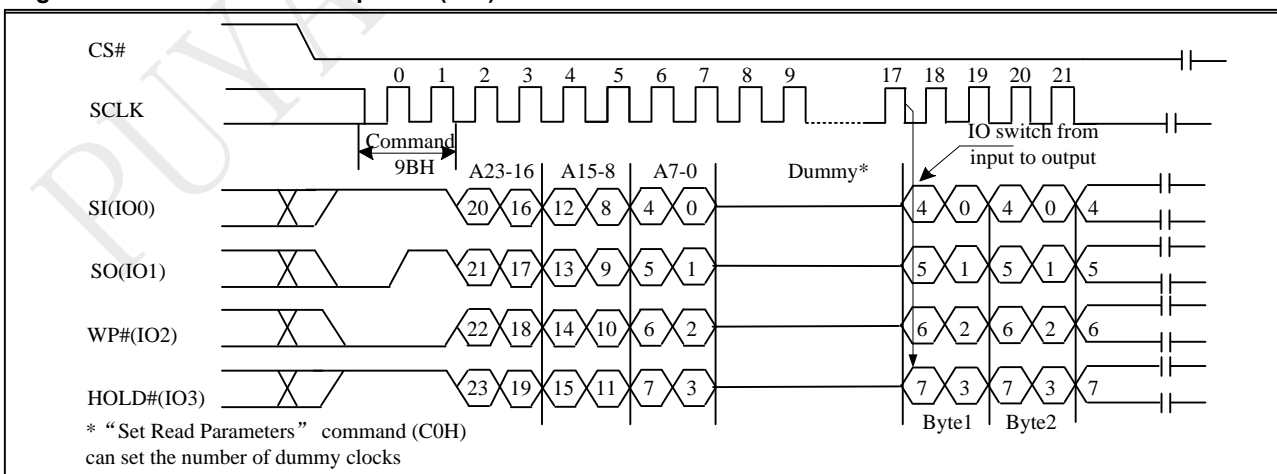 PUYA
CS#
0 1 2 3 4 5 6 7 8 9 17 18 19 20 21
SCLK
Command
9BH
IO switch from
input to output
A23-16 A15-8 A7-0 Dummy*
SI(IO0) 20 16 12 8 4 0 4 0 4 0 4
SO(IO1) 21 17 13 9 5 1 5 1 5 1 5
WP#(IO2) 22 18 14 10 6 2 6 2 6 2 6
HOLD#(IO3) 23 19 15 11 7 3 7 3 7 3 7
Byte1 Byte2
* “Set Read Parameters” command (C0H)
can set the number of dummy clocks